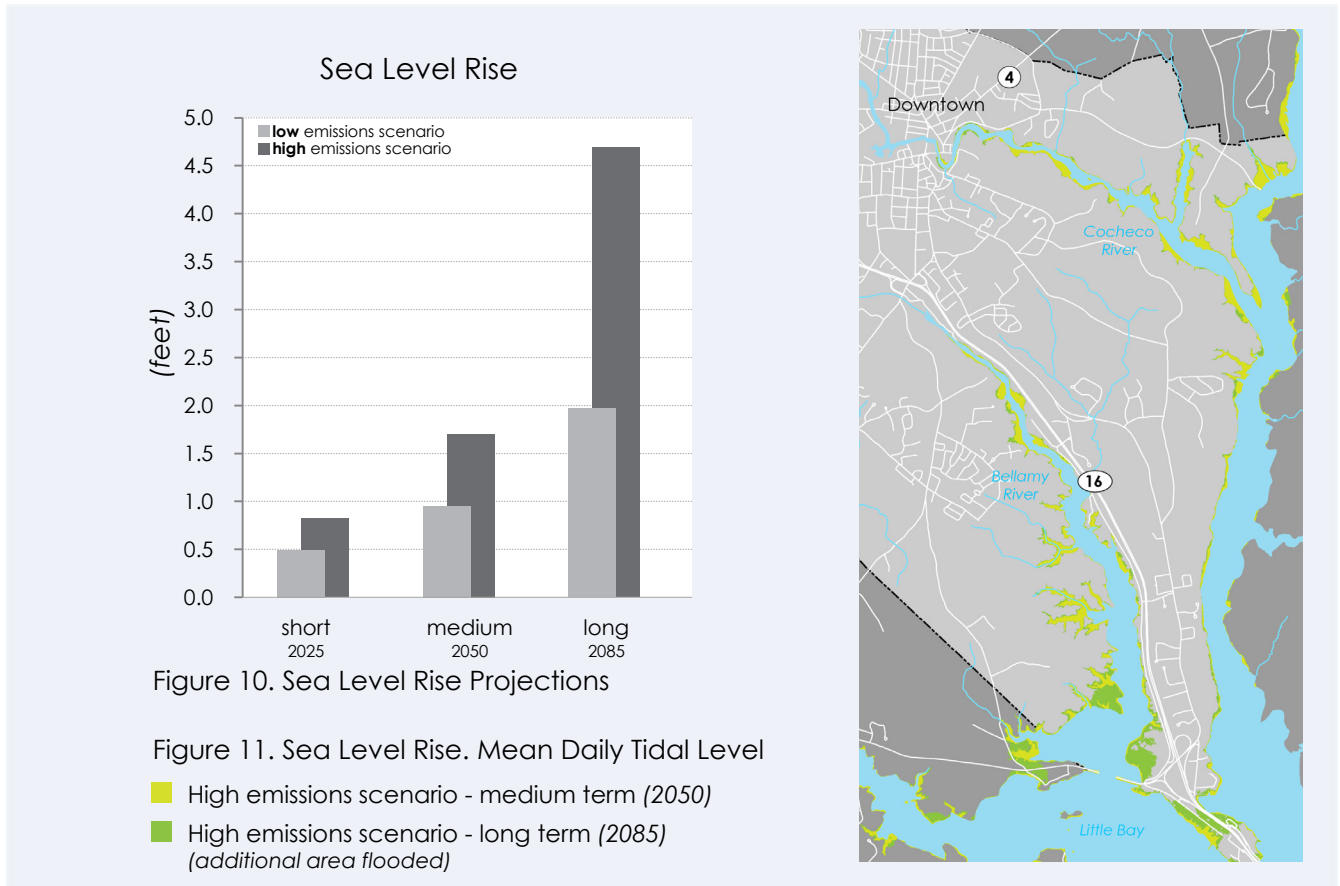 Sea Level Rise
5.0
4.5
4.0
3.5
3.0
2.5
2.0
1.5
1.0
0.5
0.0
(feet)
low emissions scenario
high emissions scenario
short
2025
medium
2050
long
2085
Figure 10. Sea Level Rise Projections
Figure 11. Sea Level Rise. Mean Daily Tidal Level
High emissions scenario - medium term (2050)
High emissions scenario - long term (2085)
(additional area flooded)
4
Downtown
Cocheco
River
Bellamy
River
16
Little Bay